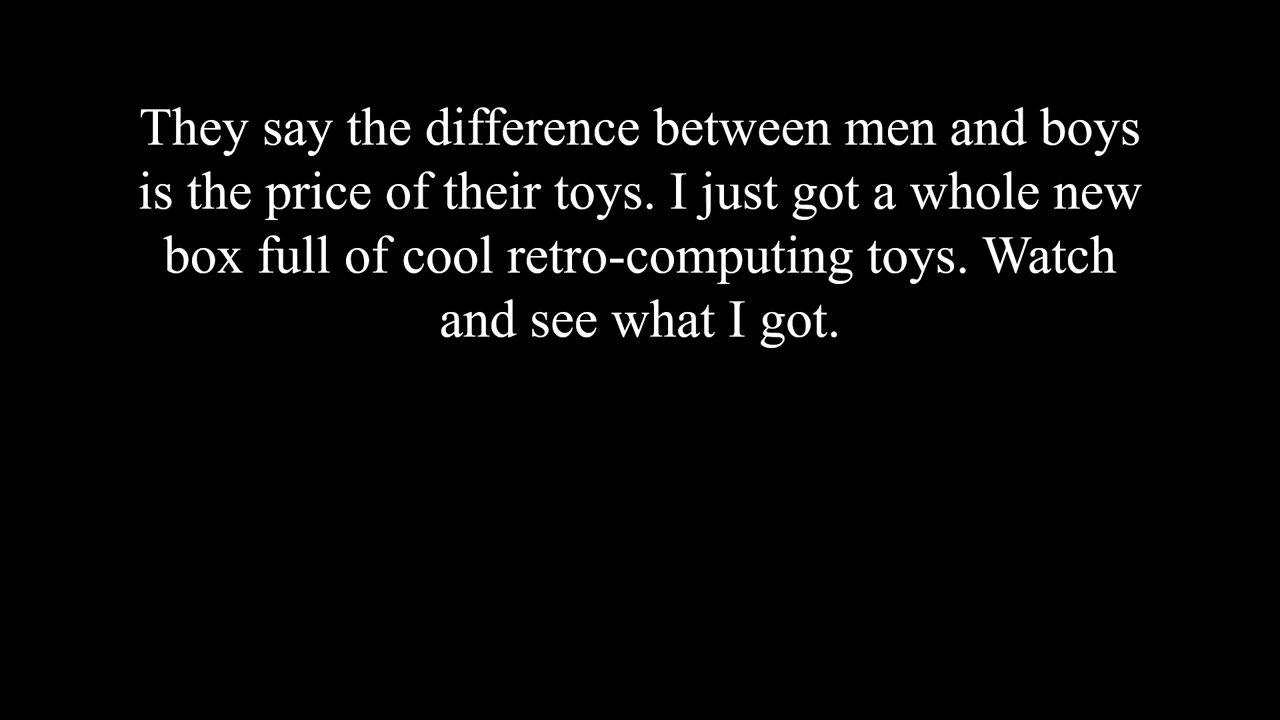 They say the difference between men and boys
is the price of their toys. I just got a whole new
box full of cool retro-computing toys. Watch
and see what I got.